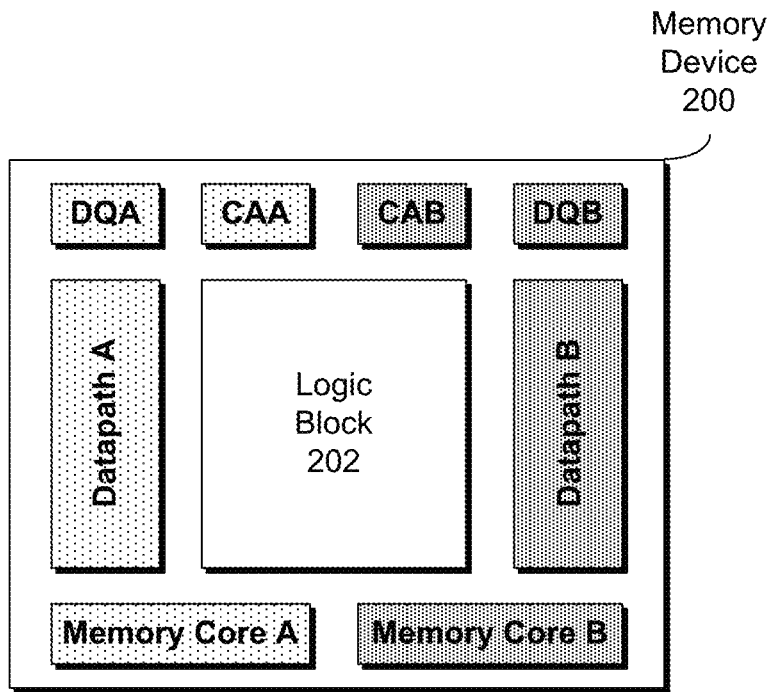 Memory
Device
200
DQA
CAA
CAB
DQB
Datapath A
Logic
Block
202
Datapath B
Memory Core A
Memory Core B